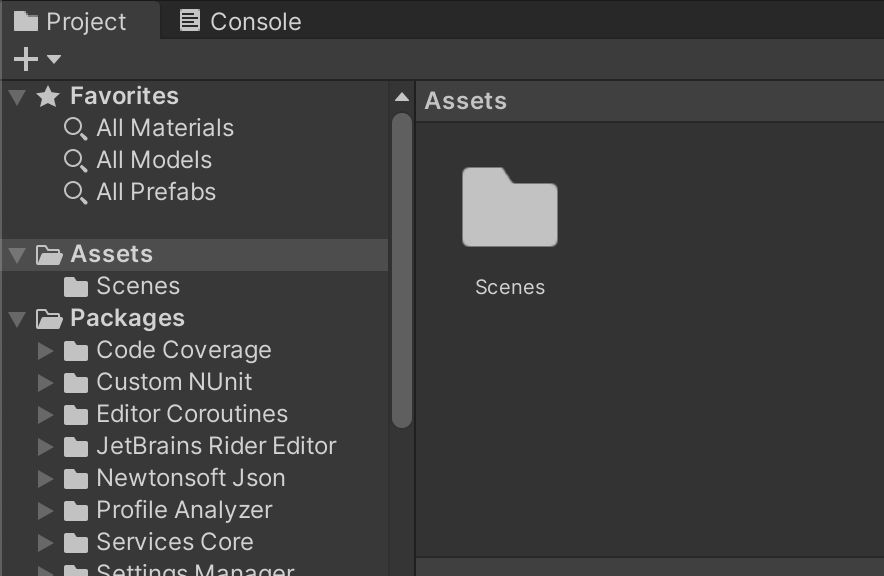 Project
Console
Favorites
Assets
All Materials
All Models
All Prefabs
Assets
Scenes
Scenes
Packages
Code Coverage
Custom NUnit
Editor Coroutines
JetBrains Rider Editor
Newtonsoft Json
Profile Analyzer
Services Core
Settings Manager